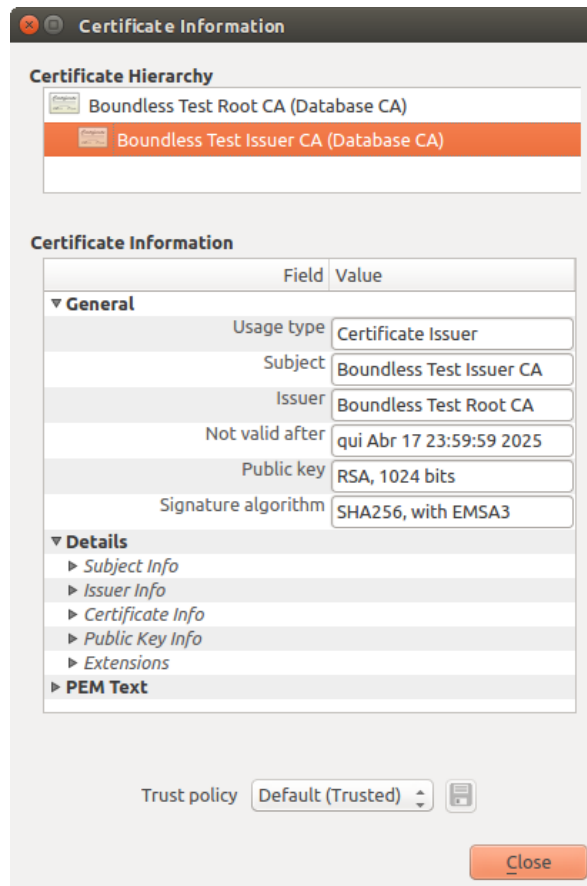 Certificate Information
Certificate Hierarchy
Boundless Test Root CA (Database CA)
Boundless Test Issuer CA (Database CA)
Certificate Information
Field Value
General
Usage type Certificate Issuer
Subject Boundless Test Issuer CA
Issuer Boundless Test Root CA
Not valid after qui Abr 17 23:59:59 2025
Public key RSA, 1024 bits
Signature algorithm SHA256, with EMSA3
Details
Subject Info
Issuer Info
Certificate Info
Public Key Info
Extensions
PEM Text
Trust policy Default (Trusted)
Close